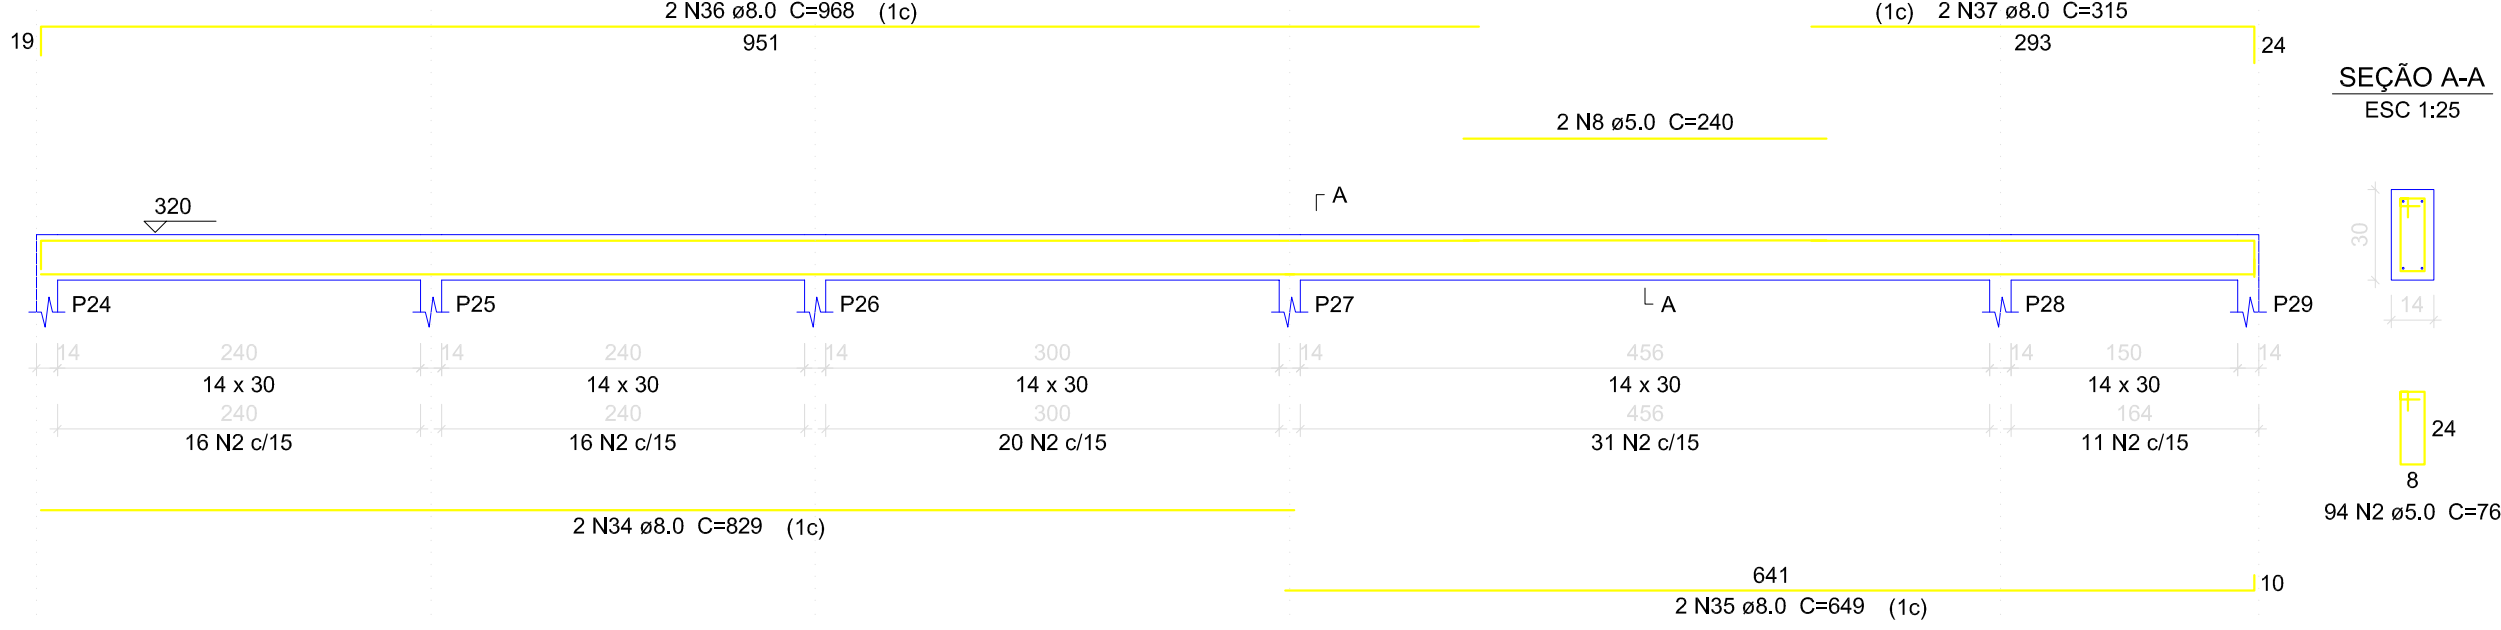 2 N36 ø8.0 C=968 (1c)
(1c) 2 N37 ø8.0 C=315
19
951
293
24
SEÇÃO A-A
ESC 1:25
2 N8 ø5.0 C=240
320
A
30
P24
P25
P26
P27
A
P28
P29
14
14
240
14
240
14
300
14
456
14
150
14
14 x 30
14 x 30
14 x 30
14 x 30
14 x 30
240
240
300
456
164
16 N2 c/15
16 N2 c/15
20 N2 c/15
31 N2 c/15
11 N2 c/15
24
8
94 N2 ø5.0 C=76
2 N34 ø8.0 C=829 (1c)
641
10
2 N35 ø8.0 C=649 (1c)